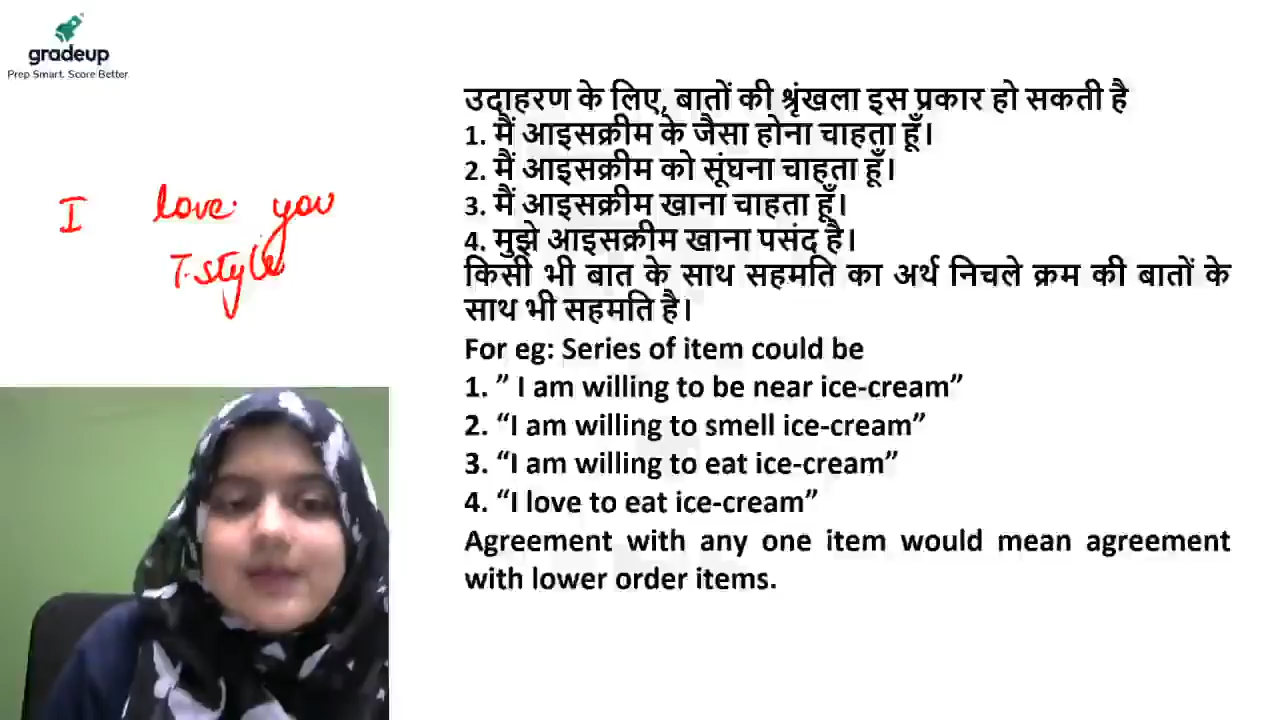 gradeup
Prep Smart. Score Better.
I love you
T.style
उदाहरण के लिए, बातों की श्रृंखला इस प्रकार हो सकती है
1. मैं आइसक्रीम के जैसा होना चाहता हूँ।
2. मैं आइसक्रीम को सूंघना चाहता हूँ।
3. मैं आइसक्रीम खाना चाहता हूँ।
4. मुझे आइसक्रीम खाना पसंद है।
किसी भी बात के साथ सहमति का अर्थ निचले क्रम की बातों के
साथ भी सहमति है।
For eg: Series of item could be
1. ” I am willing to be near ice-cream”
2. “I am willing to smell ice-cream”
3. “I am willing to eat ice-cream”
4. “I love to eat ice-cream”
Agreement with any one item would mean agreement
with lower order items.